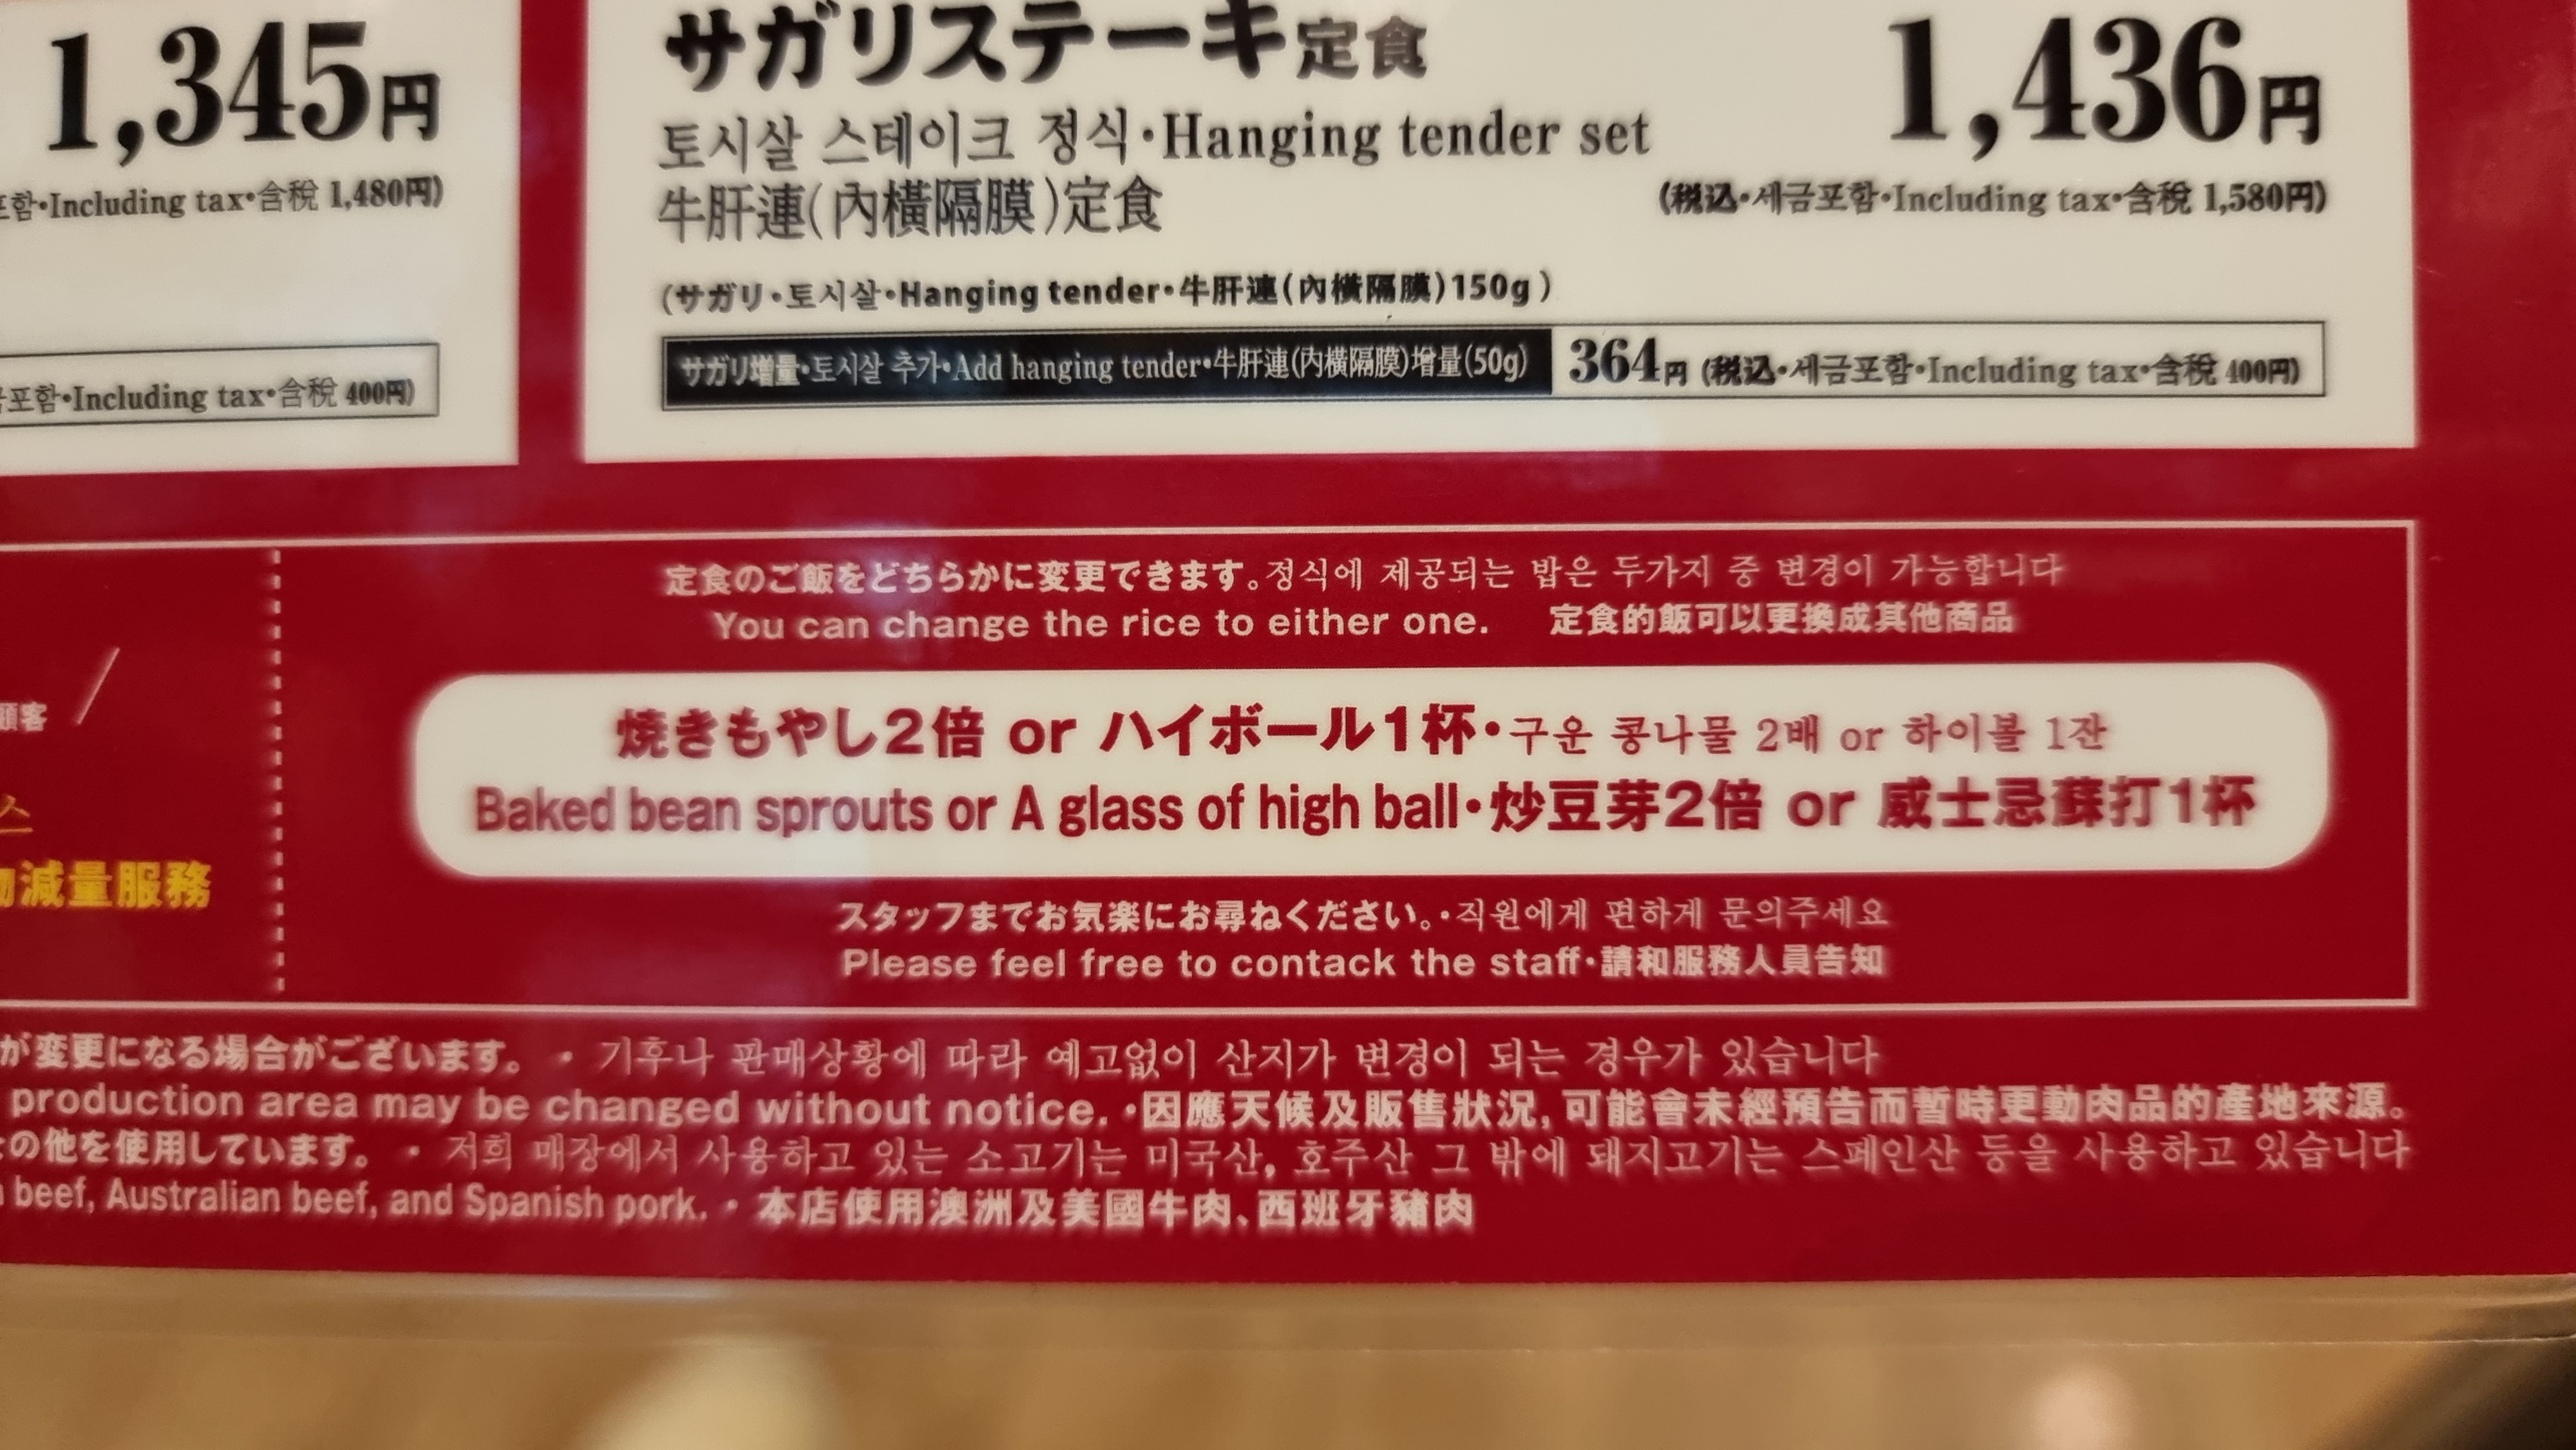 1,345円
포함•Including tax•含税 1,480円)
금포함•Including tax•含税 400円)
サガリステーキ定食
1,436円
토시살 스테이크 정식•Hanging tender set
牛肝連(內橫隔膜)定食
(税込•세금포함•Including tax•含税 1,580円)
(サガリ•토시살•Hanging tender•牛肝連(內橫隔膜)150g)
サガリ増量•토시살 추가•Add hanging tender•牛肝連(內橫隔膜)增量(50g)
364円 (税込•세금포함•Including tax•含税 400円)
顧客
ス
減量服務
定食のご飯をどちらかに変更できます。정식에 제공되는 밥은 두가지 중 변경이 가능합니다
You can change the rice to either one. 定食的飯可以更換成其他商品
焼きもやし2倍 or ハイボール1杯•구운 콩나물 2배 or 하이볼 1잔
Baked bean sprouts or A glass of high ball•炒豆芽2倍 or 威士忌蘇打1杯
スタッフまでお気楽にお尋ねください。•직원에게 편하게 문의주세요
Please feel free to contack the staff•請和服務人員告知
が変更になる場合がございます。 • 기후나 판매상황에 따라 예고없이 산지가 변경이 되는 경우가 있습니다
production area may be changed without notice. •因應天候及販售狀況,可能會未經預告而暫時更動肉品的產地來源。
の他を使用しています。 • 저희 매장에서 사용하고 있는 소고기는 미국산, 호주산 그 밖에 돼지고기는 스페인산 등을 사용하고 있습니다
beef, Australian beef, and Spanish pork. • 本店使用澳洲及美國牛肉、西班牙豬肉